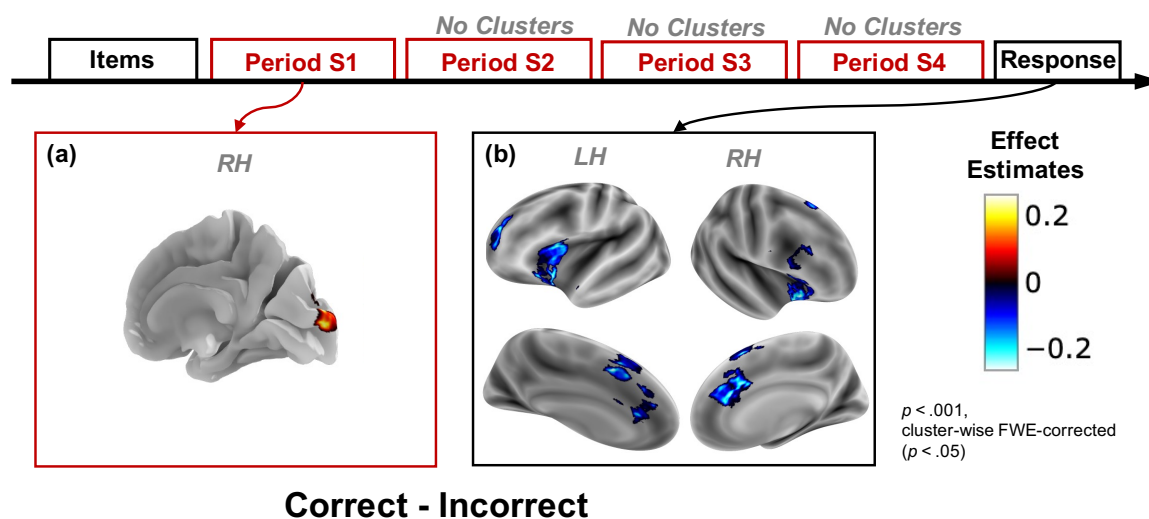 No Clusters
No Clusters
No Clusters
Items
Period S1
Period S2
Period S3
Period S4
Response
(a)
RH
(b)
LH
RH
Effect
Estimates
0.2
0
−0.2
p < .001,
cluster-wise FWE-corrected
(p < .05)
Correct - Incorrect